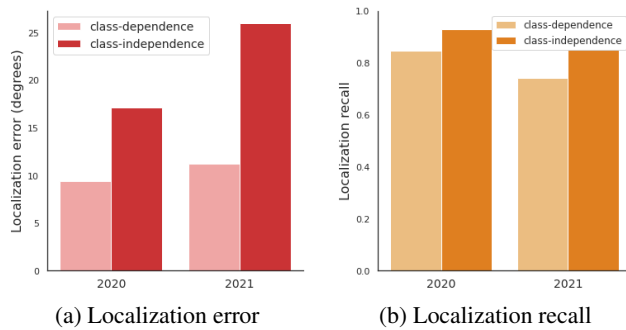 class-dependence
class-independence
Localization error (degrees)
25
20
15
10
5
0
2020
2021
(a) Localization error
class-dependence
class-independence
Localization recall
1.0
0.8
0.6
0.4
0.2
0.0
2020
2021
(b) Localization recall